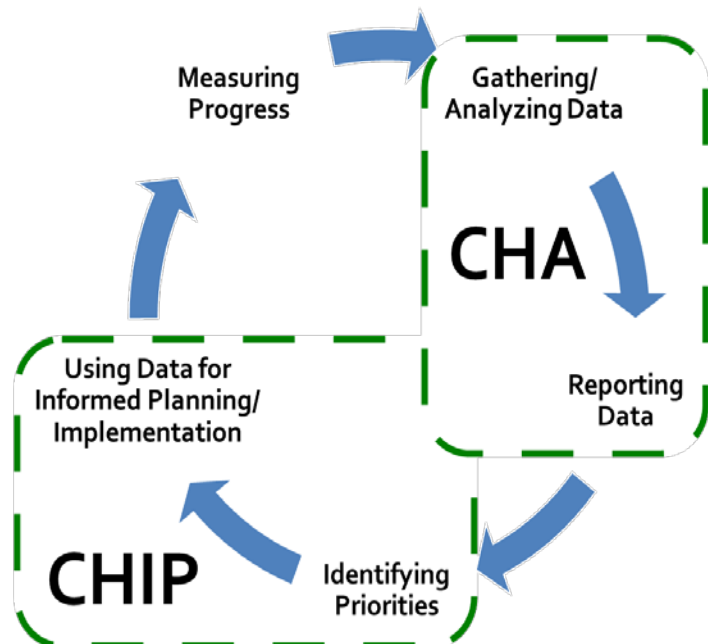 Measuring
Progress
Gathering/
Analyzing Data
CHA
Reporting
Data
Using Data for
Informed Planning/
Implementation
CHIP
Identifying
Priorities